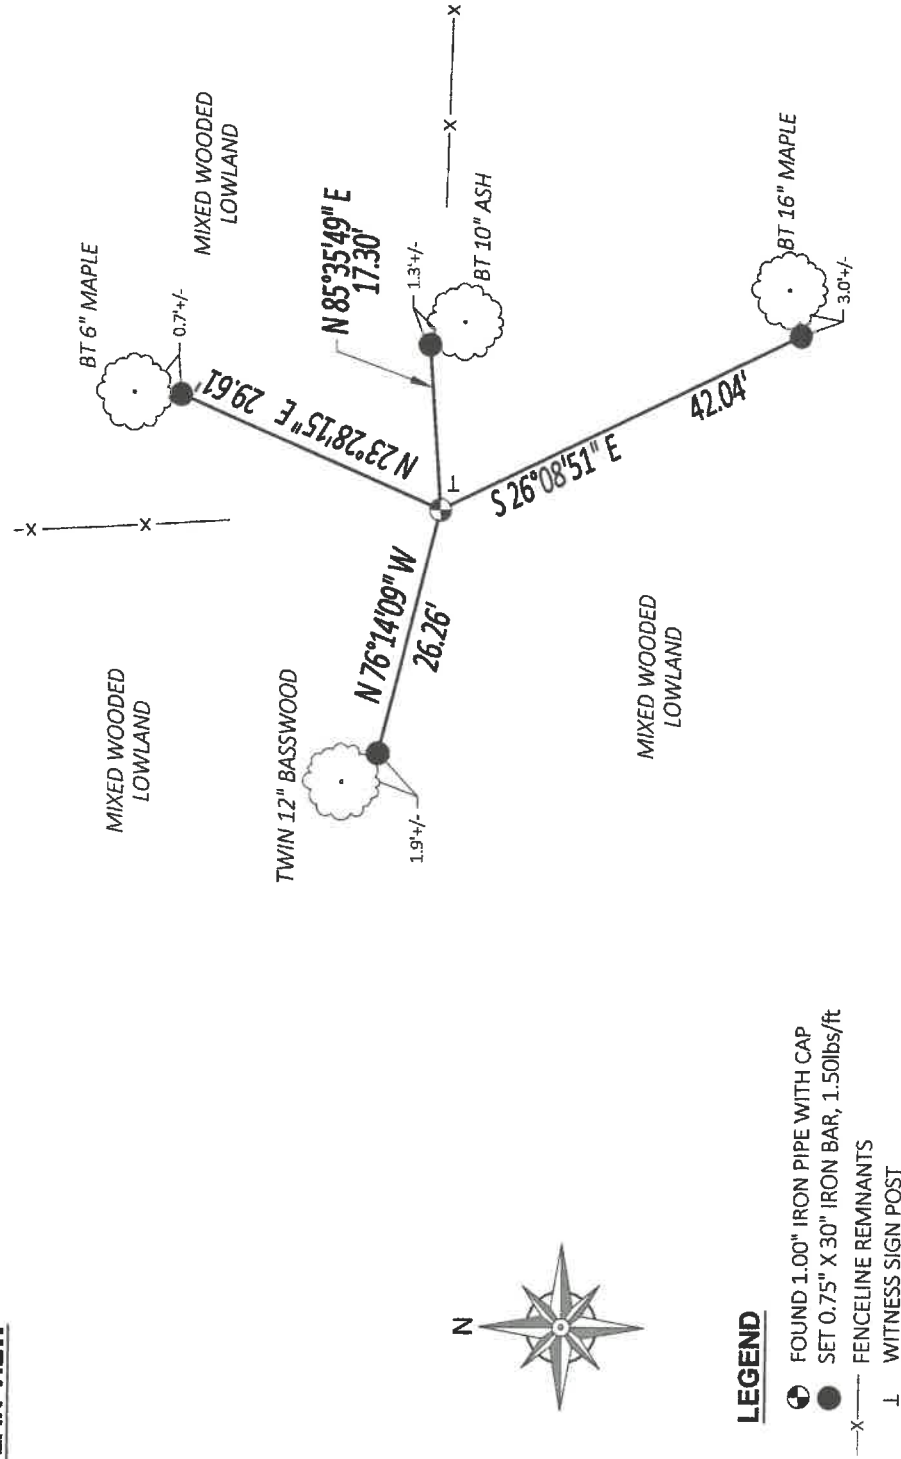 BT 6" MAPLE
MIXED WOODED
LOWLAND
0.7'+/-
N 23°28'15" E 29.61'
N 85°35'49" E
17.30'
1.3'+/-
BT 10" ASH
X
X
X
X
MIXED WOODED
LOWLAND
TWIN 12" BASSWOOD
N 76°14'09" W
26.26'
1.9'+/-
S 26°08'51" E
42.04'
BT 16" MAPLE
3.0'+/-
MIXED WOODED
LOWLAND
N
LEGEND
FOUND 1.00" IRON PIPE WITH CAP
SET 0.75" X 30" IRON BAR, 1.50lbs/ft
X FENCELINE REMNANTS
WITNESS SIGN POST